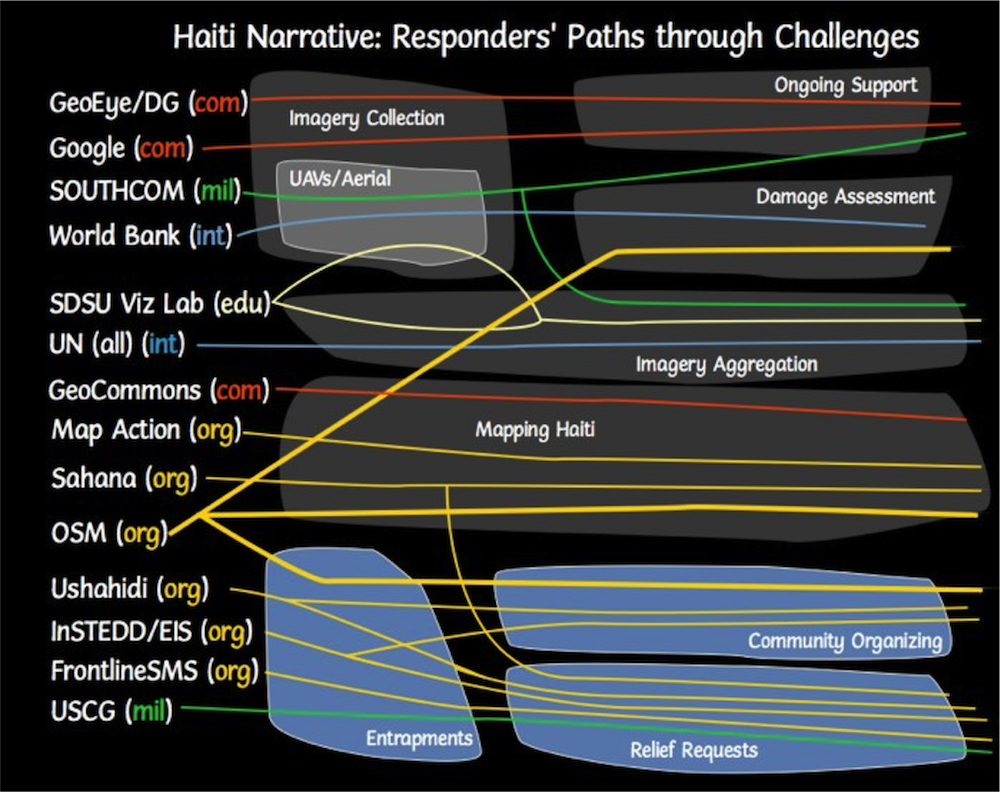 Haiti Narrative: Responders' Paths through Challenges
GeoEye/DG (com)
Google (com)
SOUTHCOM (mil)
World Bank (int)
SDSU Viz Lab (edu)
UN (all) (int)
GeoCommons (com)
Map Action (org)
Sahana (org)
OSM (org)
Ushahidi (org)
InSTEDD/EIS (org)
FrontlineSMS (org)
USCG (mil)
Imagery Collection
UAVs/Aerial
Ongoing Support
Damage Assessment
Imagery Aggregation
Mapping Haiti
Community Organizing
Entrapments
Relief Requests